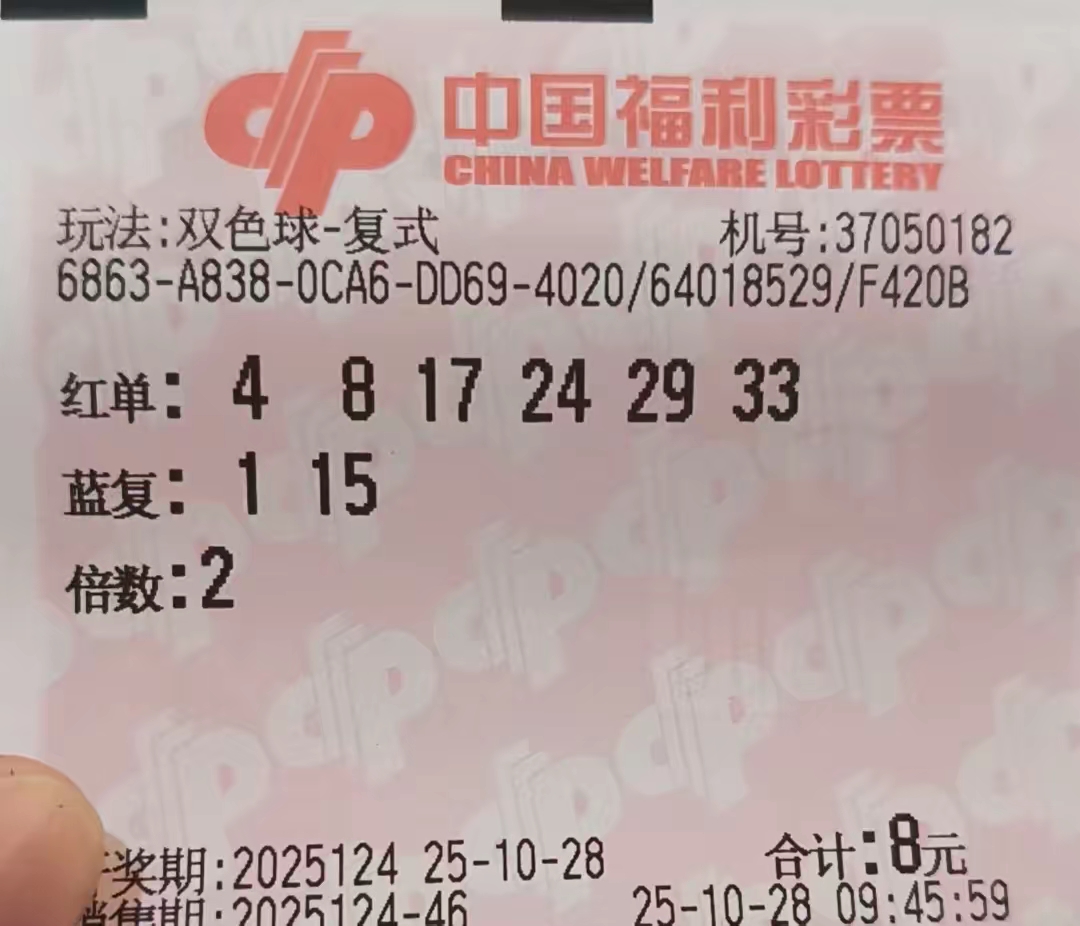 中国福利彩票
CHINA WELFARE LOTTERY
玩法:双色球-复式 机号:37050182
6863-A838-0CA6-DD69-4020/64018529/F420B
红单: 4 8 17 24 29 33
蓝复: 1 15
倍数:2
奖期:2025124 25-10-28 合计:8元
销售期:2025124-46 25-10-28 09:45:59